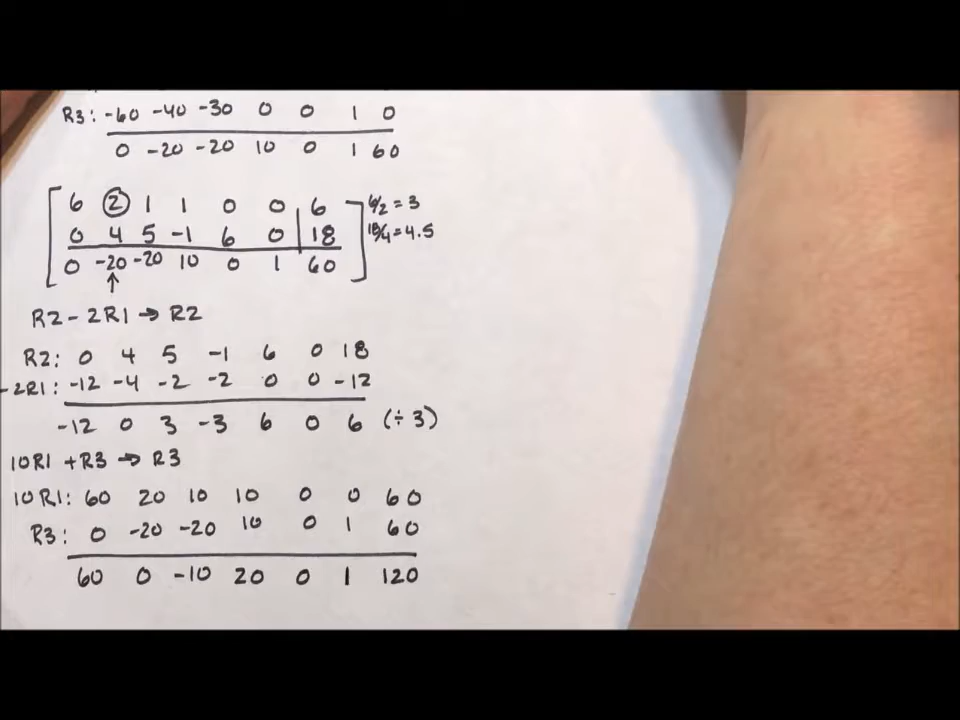 R3: -60 -40 -30 0 0 1 0
0 -20 -20 10 0 1 60
6 2 1 1 0 0 6 6/2 = 3
0 4 5 -1 6 0 18 18/4 = 4.5
0 -20 -20 10 0 1 60
R2 - 2R1 → R2
R2: 0 4 5 -1 6 0 18
-2R1: -12 -4 -2 -2 0 0 -12
-12 0 3 -3 6 0 6 (÷3)
10R1 + R3 → R3
10R1: 60 20 10 10 0 0 60
R3: 0 -20 -20 10 0 1 60
60 0 -10 20 0 1 120